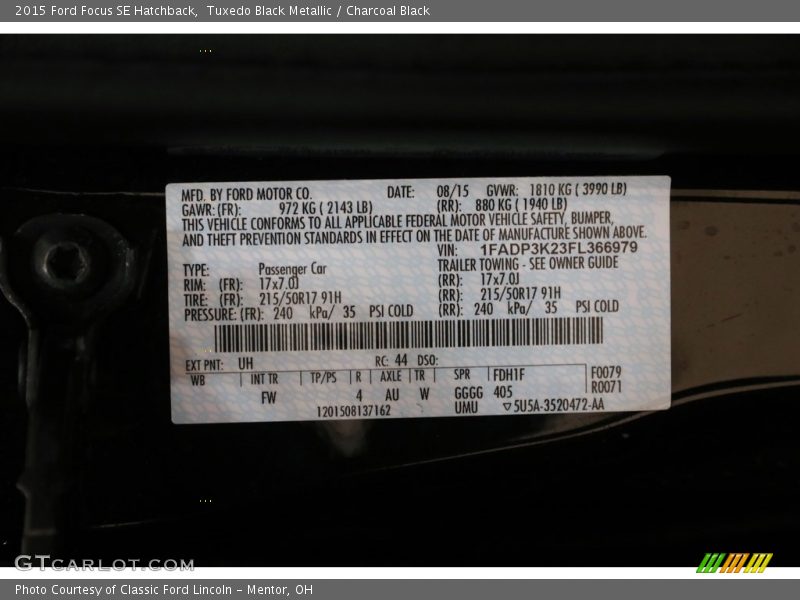 2015 Ford Focus SE Hatchback,  Tuxedo Black Metallic / Charcoal Black
MFD. BY FORD MOTOR CO. DATE: 08/15 GVWR: 1810 KG ( 3990 LB)
GAWR: (FR): 972 KG ( 2143 LB) (RR): 880 KG ( 1940 LB)
THIS VEHICLE CONFORMS TO ALL APPLICABLE FEDERAL MOTOR VEHICLE SAFETY, BUMPER,
AND THEFT PREVENTION STANDARDS IN EFFECT ON THE DATE OF MANUFACTURE SHOWN ABOVE.
VIN: 1FADP3K23FL366979
TYPE: Passenger Car TRAILER TOWING - SEE OWNER GUIDE
RIM: (FR): 17x7.0J (RR): 17x7.0J
TIRE: (FR): 215/50R17 91H (RR): 215/50R17 91H
PRESSURE: (FR): 240 kPa/ 35 PSI COLD (RR): 240 kPa/ 35 PSI COLD
EXT PNT: UH RC: 44 DSO:
WB INT TR TP/PS R AXLE TR SPR FDH1F F0079
FW 4 AU W GGGG 405 R0071
1201508137162 UMU ▽5U5A-3520472-AA
GTCarLot.com
Photo Courtesy of Classic Ford Lincoln - Mentor, OH